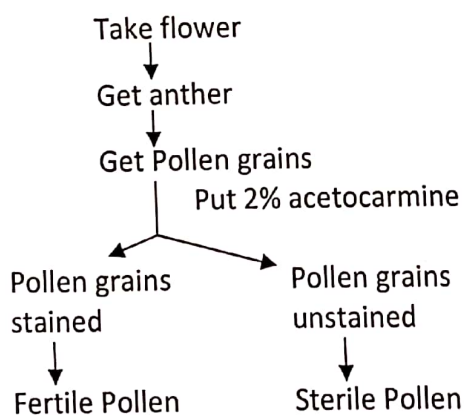 Take flower
Get anther
Get Pollen grains
Put 2% acetocarmine
Pollen grains
stained
Pollen grains
unstained
Fertile Pollen
Sterile Pollen